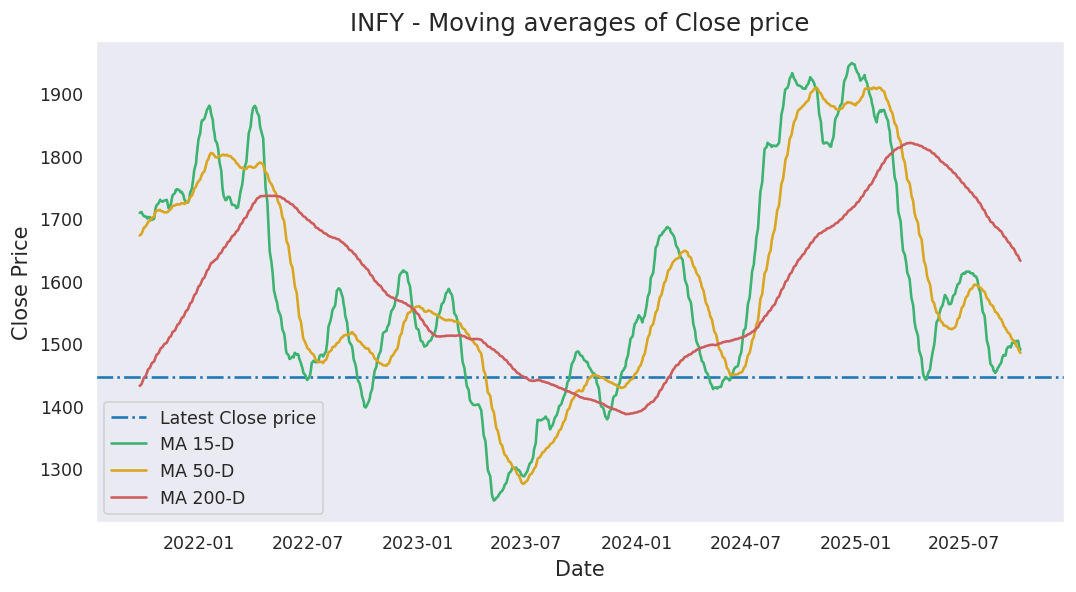 INFY - Moving averages of Close price
1900
1800
1700
1600
1500
1400
1300
Close Price
Latest Close price
MA 15-D
MA 50-D
MA 200-D
2022-01 2022-07 2023-01 2023-07 2024-01 2024-07 2025-01 2025-07
Date